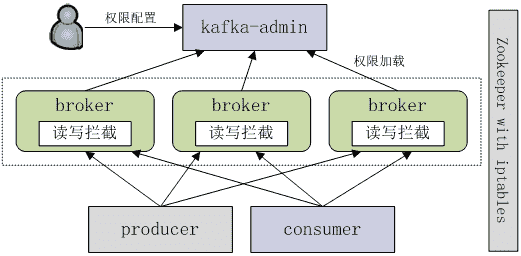 权限配置
kafka-admin
权限加载
broker
读写拦截
broker
读写拦截
broker
读写拦截
producer
consumer
Zookeeper with iptables